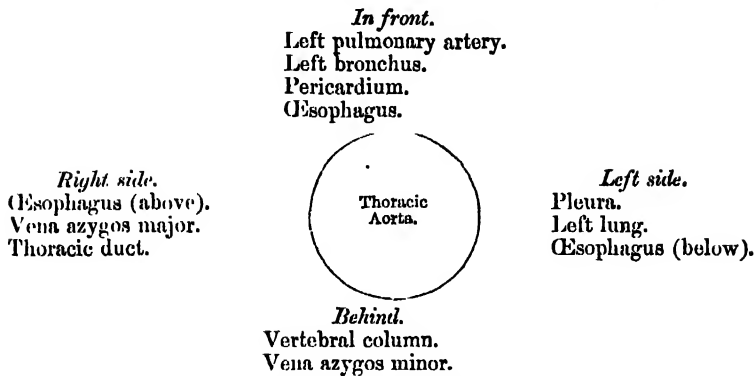 In front.
Left pulmonary artery.
Left bronchus.
Pericardium.
Œsophagus.
Right side.
Œsophagus (above).
Vena azygos major.
Thoracic duct.
Thoracic
Aorta.
Left side.
Pleura.
Left lung.
Œsophagus (below).
Behind.
Vertebral column.
Vena azygos minor.